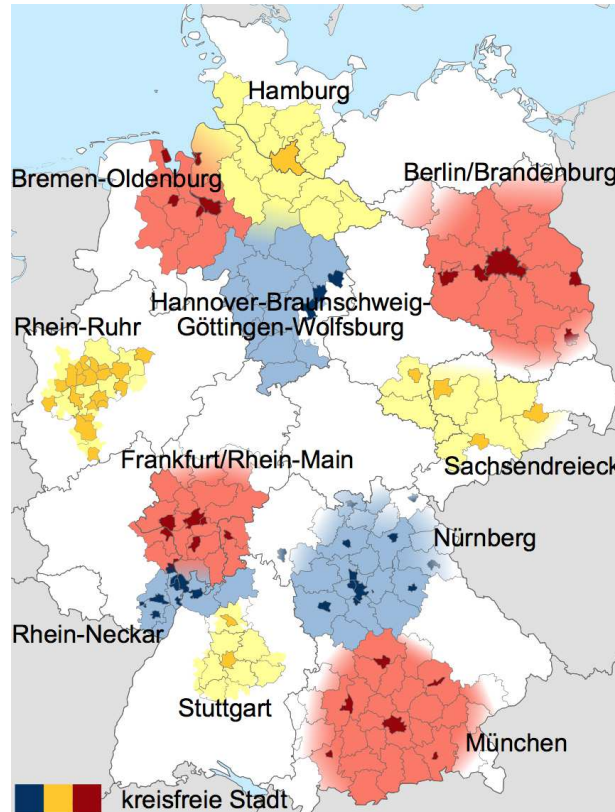 Hamburg
Bremen-Oldenburg
Berlin/Brandenburg
Hannover-Braunschweig-
Göttingen-Wolfsburg
Rhein-Ruhr
Frankfurt/Rhein-Main
Sachsendreieck
Nürnberg
Rhein-Neckar
Stuttgart
München
kreisfreie Stadt